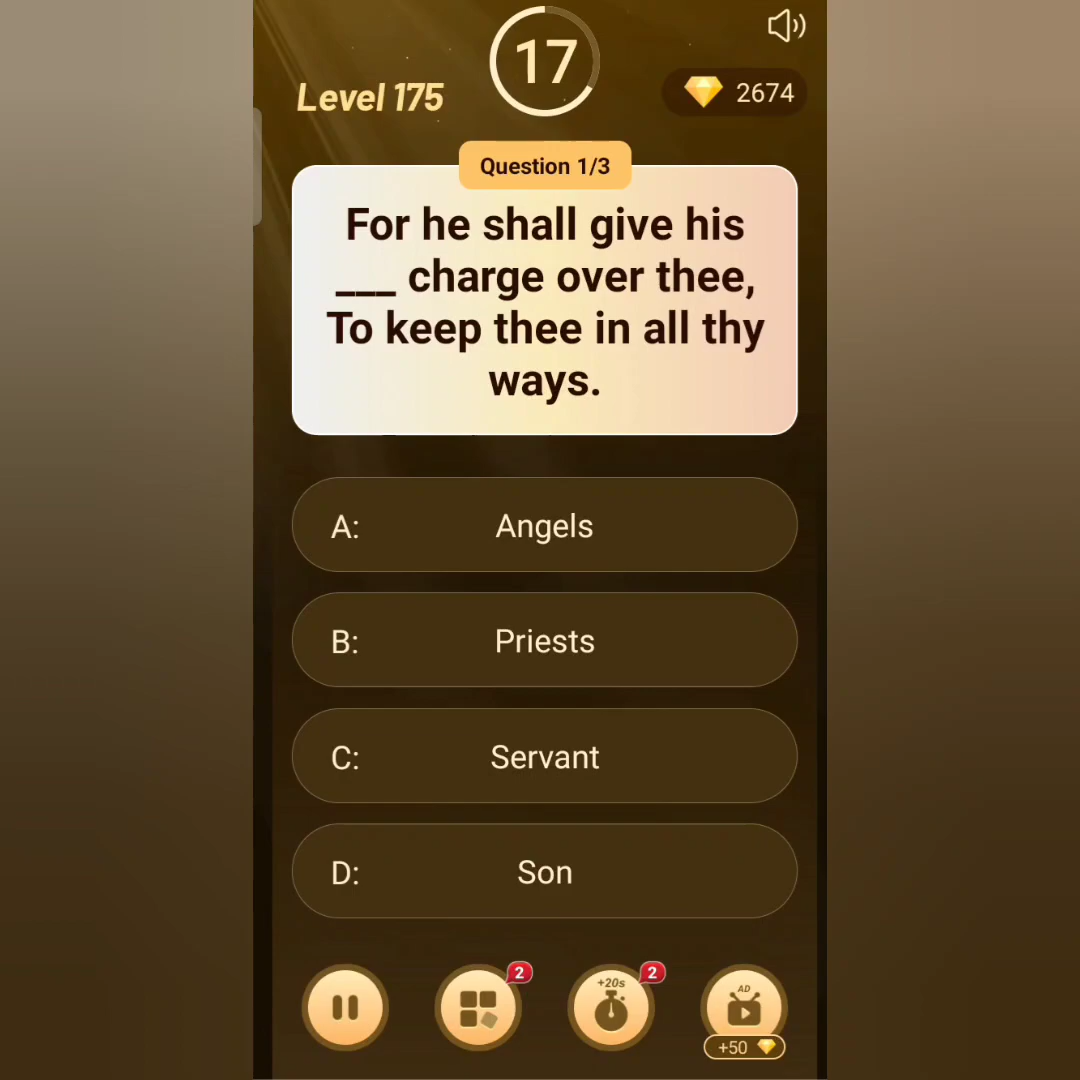 17
Level 175
2674
Question 1/3
For he shall give his
___ charge over thee,
To keep thee in all thy
ways.
A: Angels
B: Priests
C: Servant
D: Son
2
+20s
2
AD
+50